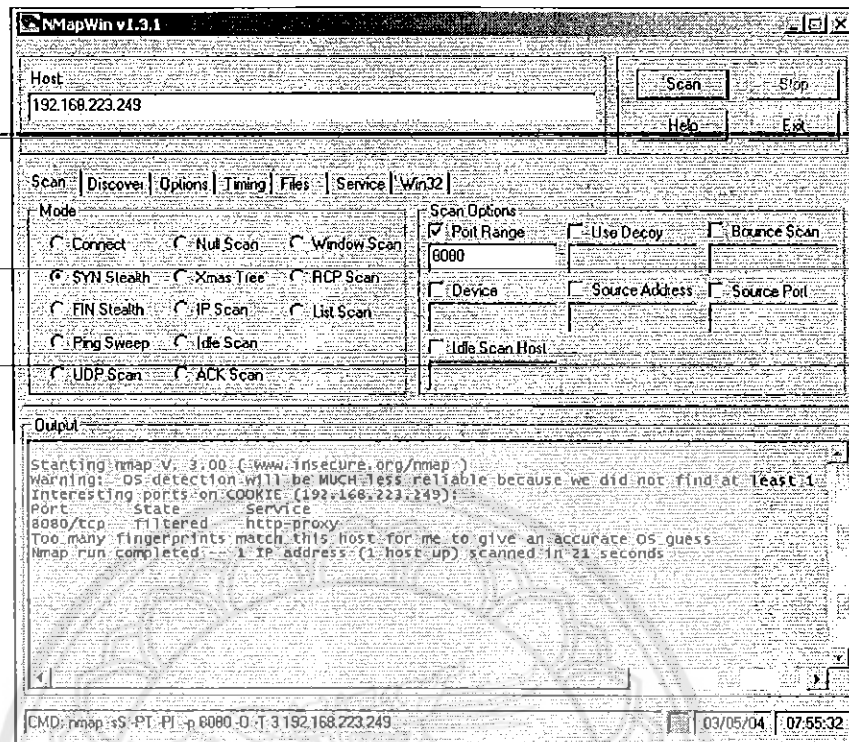 NMapWin v1.3.1
Host
192.168.223.249
Scan Stop
Help Exit
Scan Discover Options Timing Files Service Win32
Mode
Connect Null Scan Window Scan
SYN Stealth Xmas Tree RCP Scan
FIN Stealth IP Scan List Scan
Ping Sweep Idle Scan
UDP Scan ACK Scan
Scan Options
Port Range Use Decoy Bounce Scan
8080
Device Source Address Source Port
Idle Scan Host
Output
Starting nmap V. 3.00 ( www.insecure.org/nmap )
Warning: OS detection will be MUCH less reliable because we did not find at least 1
Interesting ports on COOKIE (192.168.223.249):
Port State Service
8080/tcp filtered http-proxy
Too many fingerprints match this host for me to give an accurate OS guess
Nmap run completed -- 1 IP address (1 host up) scanned in 21 seconds
CMD: nmap -sS -PT -PI -p 8080 -O -T 3 192.168.223.249
03/05/04 07:55:32